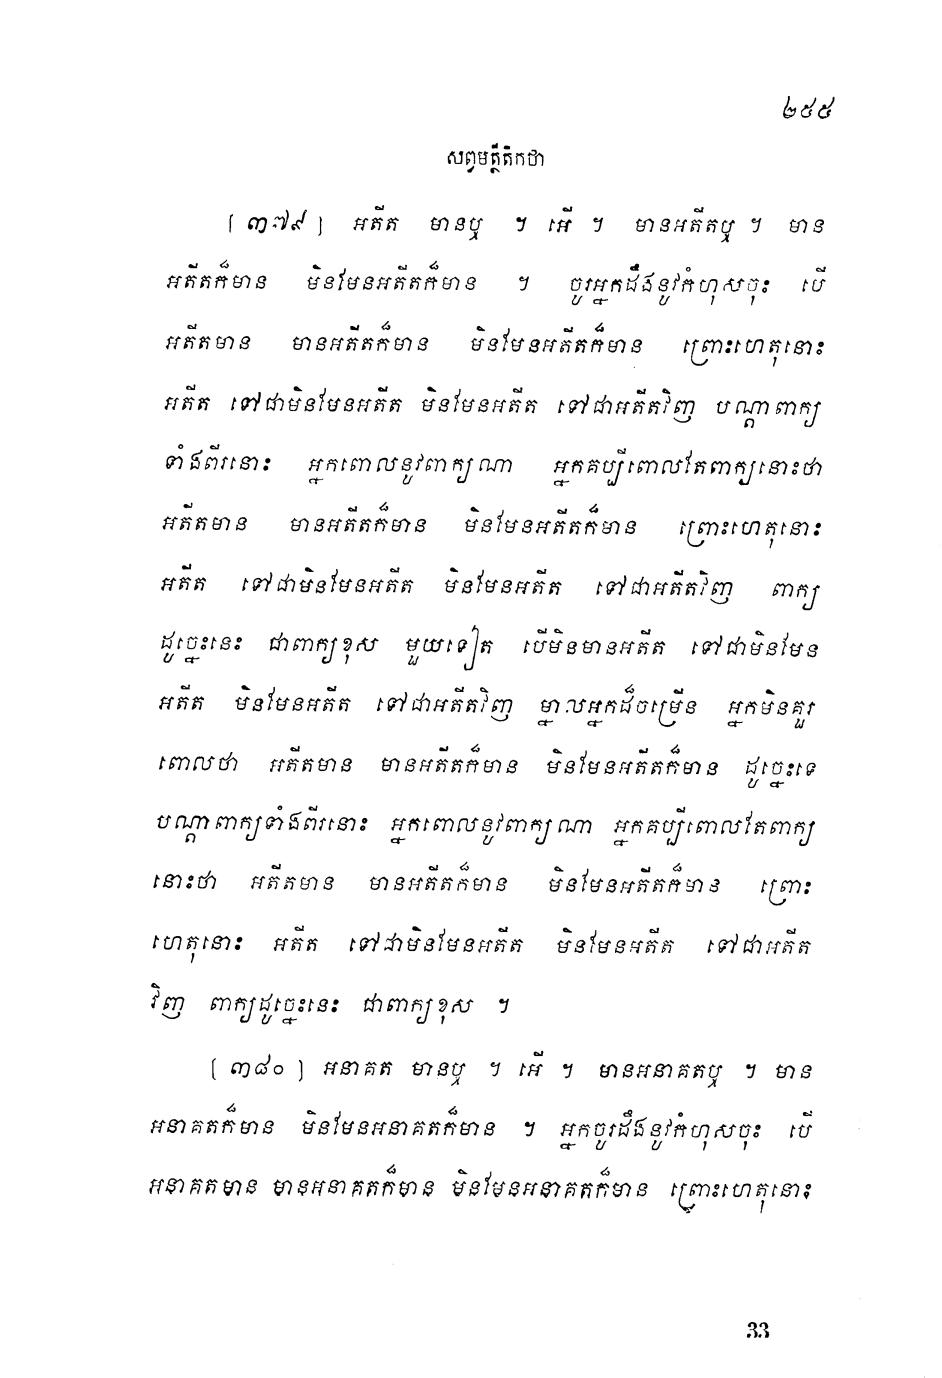 ២៥៥
សព្វមត្ថីតិកថា
[៣៧៩] អតីត មានឬ ។ អើ ។ មានអតីតឬ ។ មាន
អតីតក៏មាន មិនមែនអតីតក៏មាន ។ ចូរអ្នកដឹងនូវកំហុសចុះ បើ
អតីតមាន មានអតីតក៏មាន មិនមែនអតីតក៏មាន ព្រោះហេតុនោះ
អតីត ទៅជាមិនមែនអតីត មិនមែនអតីត ទៅជាអតីតវិញ បណ្តាពាក្យ
ទាំងពីរនោះ អ្នកពោលនូវពាក្យណា អ្នកគប្បីពោលតែពាក្យនោះថា
អតីតមាន មានអតីតក៏មាន មិនមែនអតីតក៏មាន ព្រោះហេតុនោះ
អតីត ទៅជាមិនមែនអតីត មិនមែនអតីត ទៅជាអតីតវិញ ពាក្យ
ដូច្នេះនេះ ជាពាក្យខុស មួយទៀត បើមិនមានអតីត ទៅជាមិនមែន
អតីត មិនមែនអតីត ទៅជាអតីតវិញ ម្នាលអ្នកដ៏ចម្រើន អ្នកមិនគួរ
ពោលថា អតីតមាន មានអតីតក៏មាន មិនមែនអតីតក៏មាន ដូច្នេះទេ
បណ្តាពាក្យទាំងពីរនោះ អ្នកពោលនូវពាក្យណា អ្នកគប្បីពោលតែពាក្យ
នោះថា អតីតមាន មានអតីតក៏មាន មិនមែនអតីតក៏មាន ព្រោះ
ហេតុនោះ អតីត ទៅជាមិនមែនអតីត មិនមែនអតីត ទៅជាអតីត
វិញ ពាក្យដូច្នេះនេះ ជាពាក្យខុស ។
[៣៨០] អនាគត មានឬ ។ អើ ។ មានអនាគតឬ ។ មាន
អនាគតក៏មាន មិនមែនអនាគតក៏មាន ។ អ្នកចូរដឹងនូវកំហុសចុះ បើ
អនាគតមាន មានអនាគតក៏មាន មិនមែនអនាគតក៏មាន ព្រោះហេតុនោះ
33